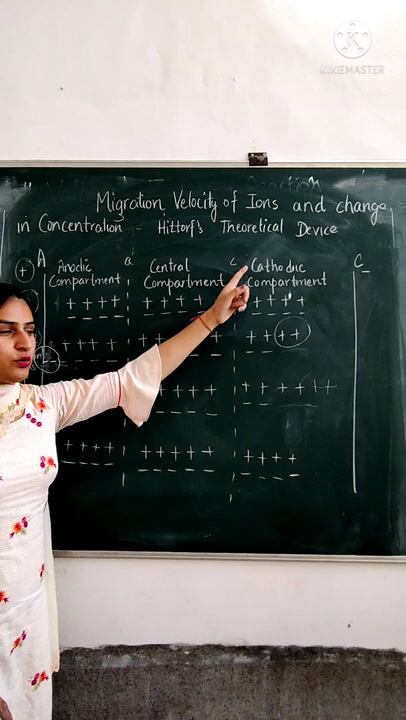 KINEMASTER
Migration Velocity of Ions and change
in Concentration - Hittorf's Theoretical Device
A a c C
+ Anodic Central Cathodic -
Compartment Compartment Compartment
++++ ++++ ++++
---- ----
++++ + ++++
---- --
+++++++
----
++++ +++++ ++++
---- ----- ----